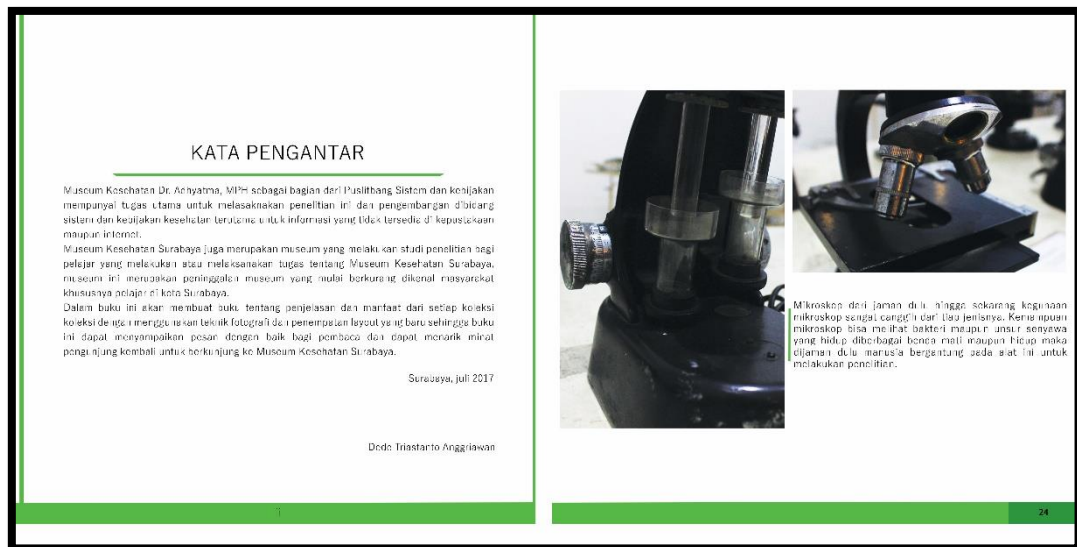 KATA PENGANTAR
Museum Kesehatan Dr. Adhyatma, MPH sebagai bagian dari Puslitbang Sistem dan kebijakan
mempunyai tugas utama untuk melasaknakan penelitian ini dan pengembangan dibidang
sistem dan kebijakan kesehatan terutama untuk informasi yang tidak tersedia di kepustakaan
maupun internet.
Museum Kesehatan Surabaya juga merupakan museum yang melakukan studi penelitian bagi
pelajar yang melakukan atau melaksanakan tugas tentang Museum Kesehatan Surabaya,
museum ini merupakan peninggalan museum yang mulai berkurang dikenal masyarakat
khususnya pelajar di kota Surabaya.
Dalam buku ini akan membuat buku tentang penjelasan dan manfaat dari setiap koleksi
koleksi dengan menggunakan teknik fotografi dan penempatan layout yang baru sehingga buku
ini dapat menyampaikan pesan dengan baik bagi pembaca dan dapat menarik minat
pengunjung kembali untuk berkunjung ke Museum Kesehatan Surabaya.
Surabaya, juli 2017
Dede Triastanto Anggriawan
Mikroskop dari jaman dulu hingga sekarang kegunaan
mikroskop sangat canggih dari tiap jenisnya. Kemampuan
mikroskop bisa melihat bakteri maupun unsur senyawa
yang hidup diberbagai benda mati maupun hidup maka
dijaman dulu manusia bergantung pada alat ini untuk
melakukan penelitian.
24